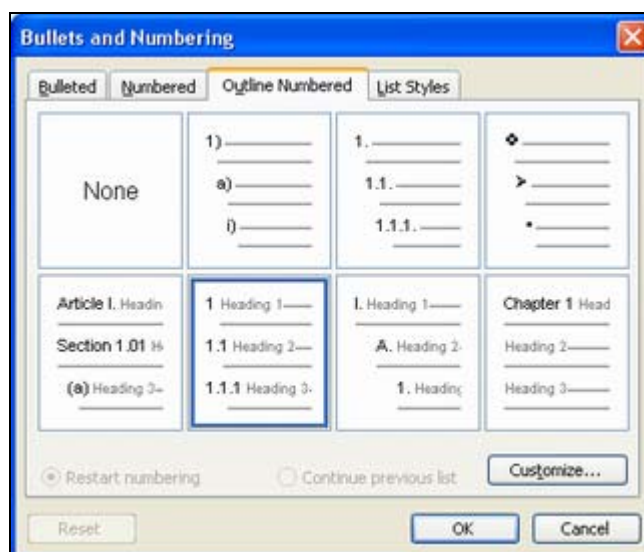 Bullets and Numbering
Bulleted Numbered Outline Numbered List Styles
None
1)
a)
i)
1.
1.1.
1.1.1.
Article I. Headin
Section 1.01 H
(a) Heading 3
1 Heading 1
1.1 Heading 2
1.1.1 Heading 3
I. Heading 1
A. Heading 2
1. Heading
Chapter 1 Head
Heading 2
Heading 3
Restart numbering Continue previous list Customize...
Reset OK Cancel